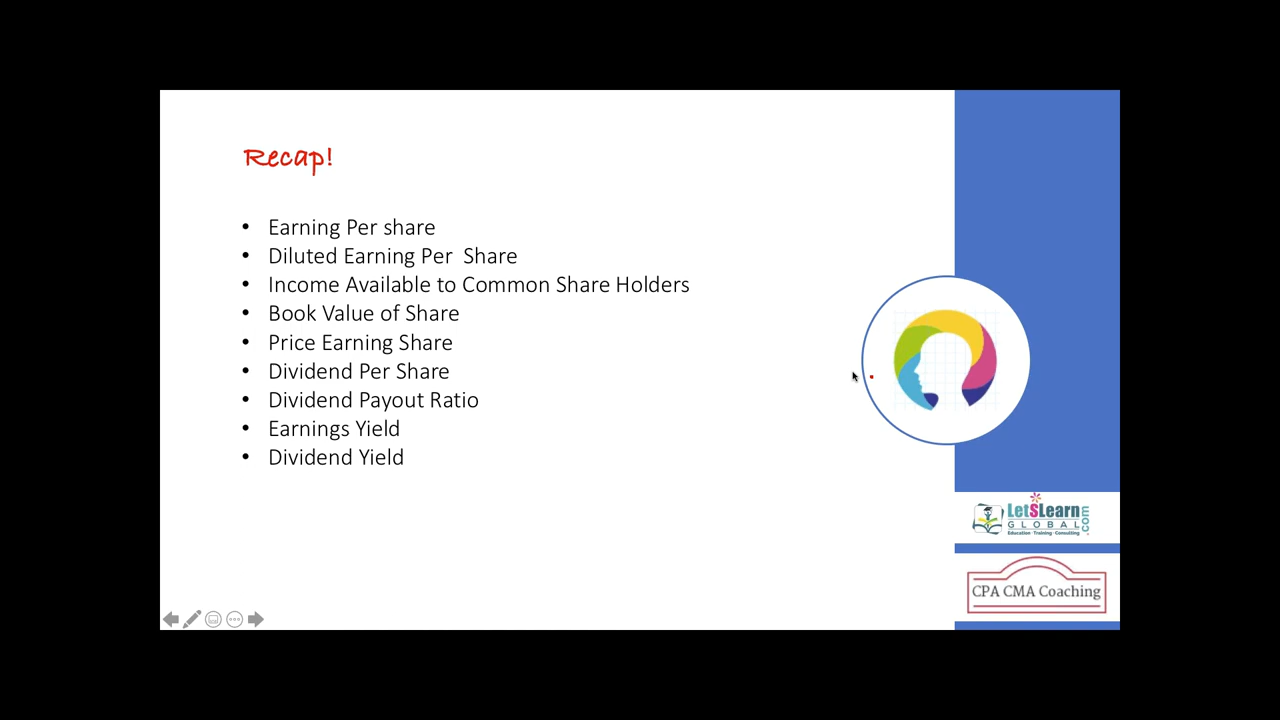 Recap!
• Earning Per share
• Diluted Earning Per  Share
• Income Available to Common Share Holders
• Book Value of Share
• Price Earning Share
• Dividend Per Share
• Dividend Payout Ratio
• Earnings Yield
• Dividend Yield
LetSLearn
GLOBAL
.com
Education · Training · Consulting
CPA CMA Coaching